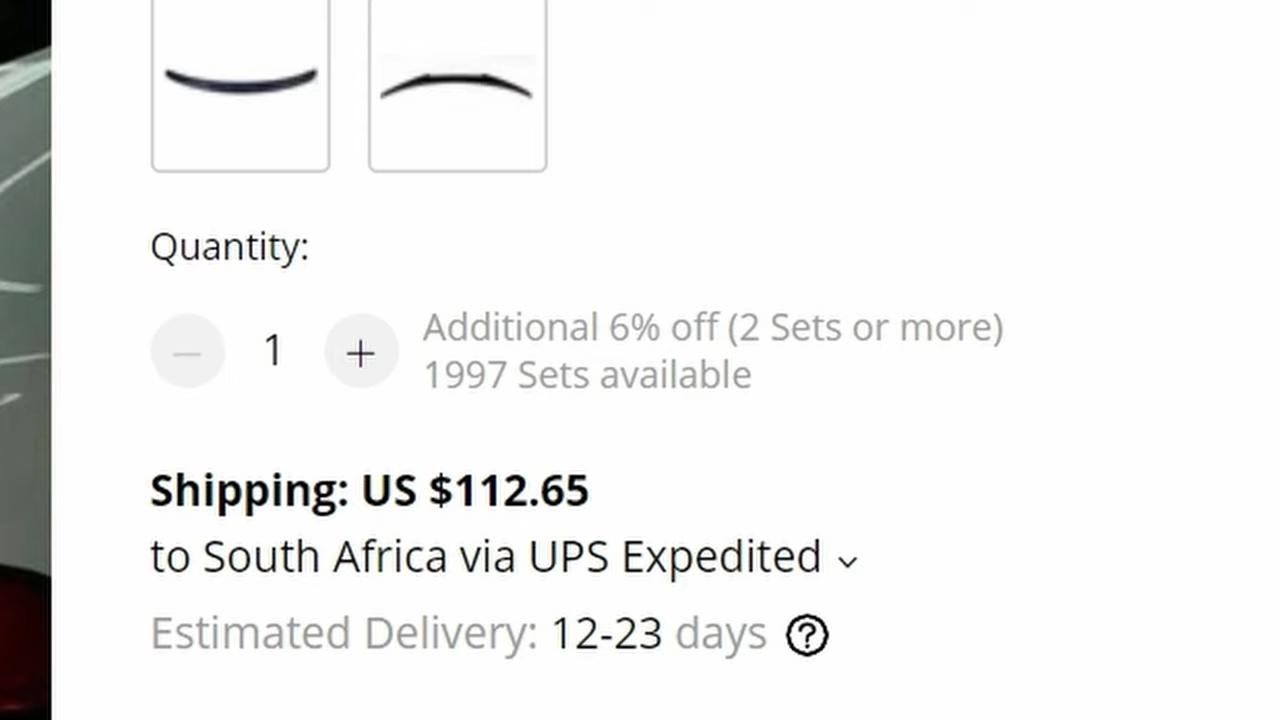 Quantity:
− 1 + Additional 6% off (2 Sets or more)
1997 Sets available
Shipping: US $112.65
to South Africa via UPS Expedited
Estimated Delivery: 12-23 days ?